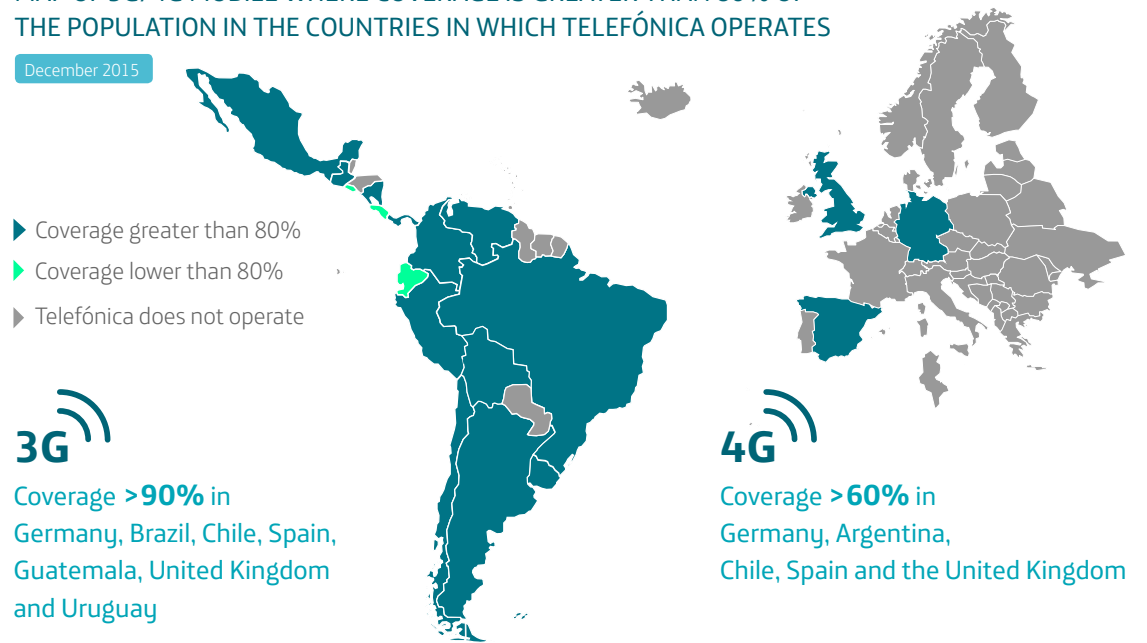 THE POPULATION IN THE COUNTRIES IN WHICH TELEFÓNICA OPERATES
December 2015
Coverage greater than 80%
Coverage lower than 80%
Telefónica does not operate
3G
Coverage >90% in
Germany, Brazil, Chile, Spain,
Guatemala, United Kingdom
and Uruguay
4G
Coverage >60% in
Germany, Argentina,
Chile, Spain and the United Kingdom